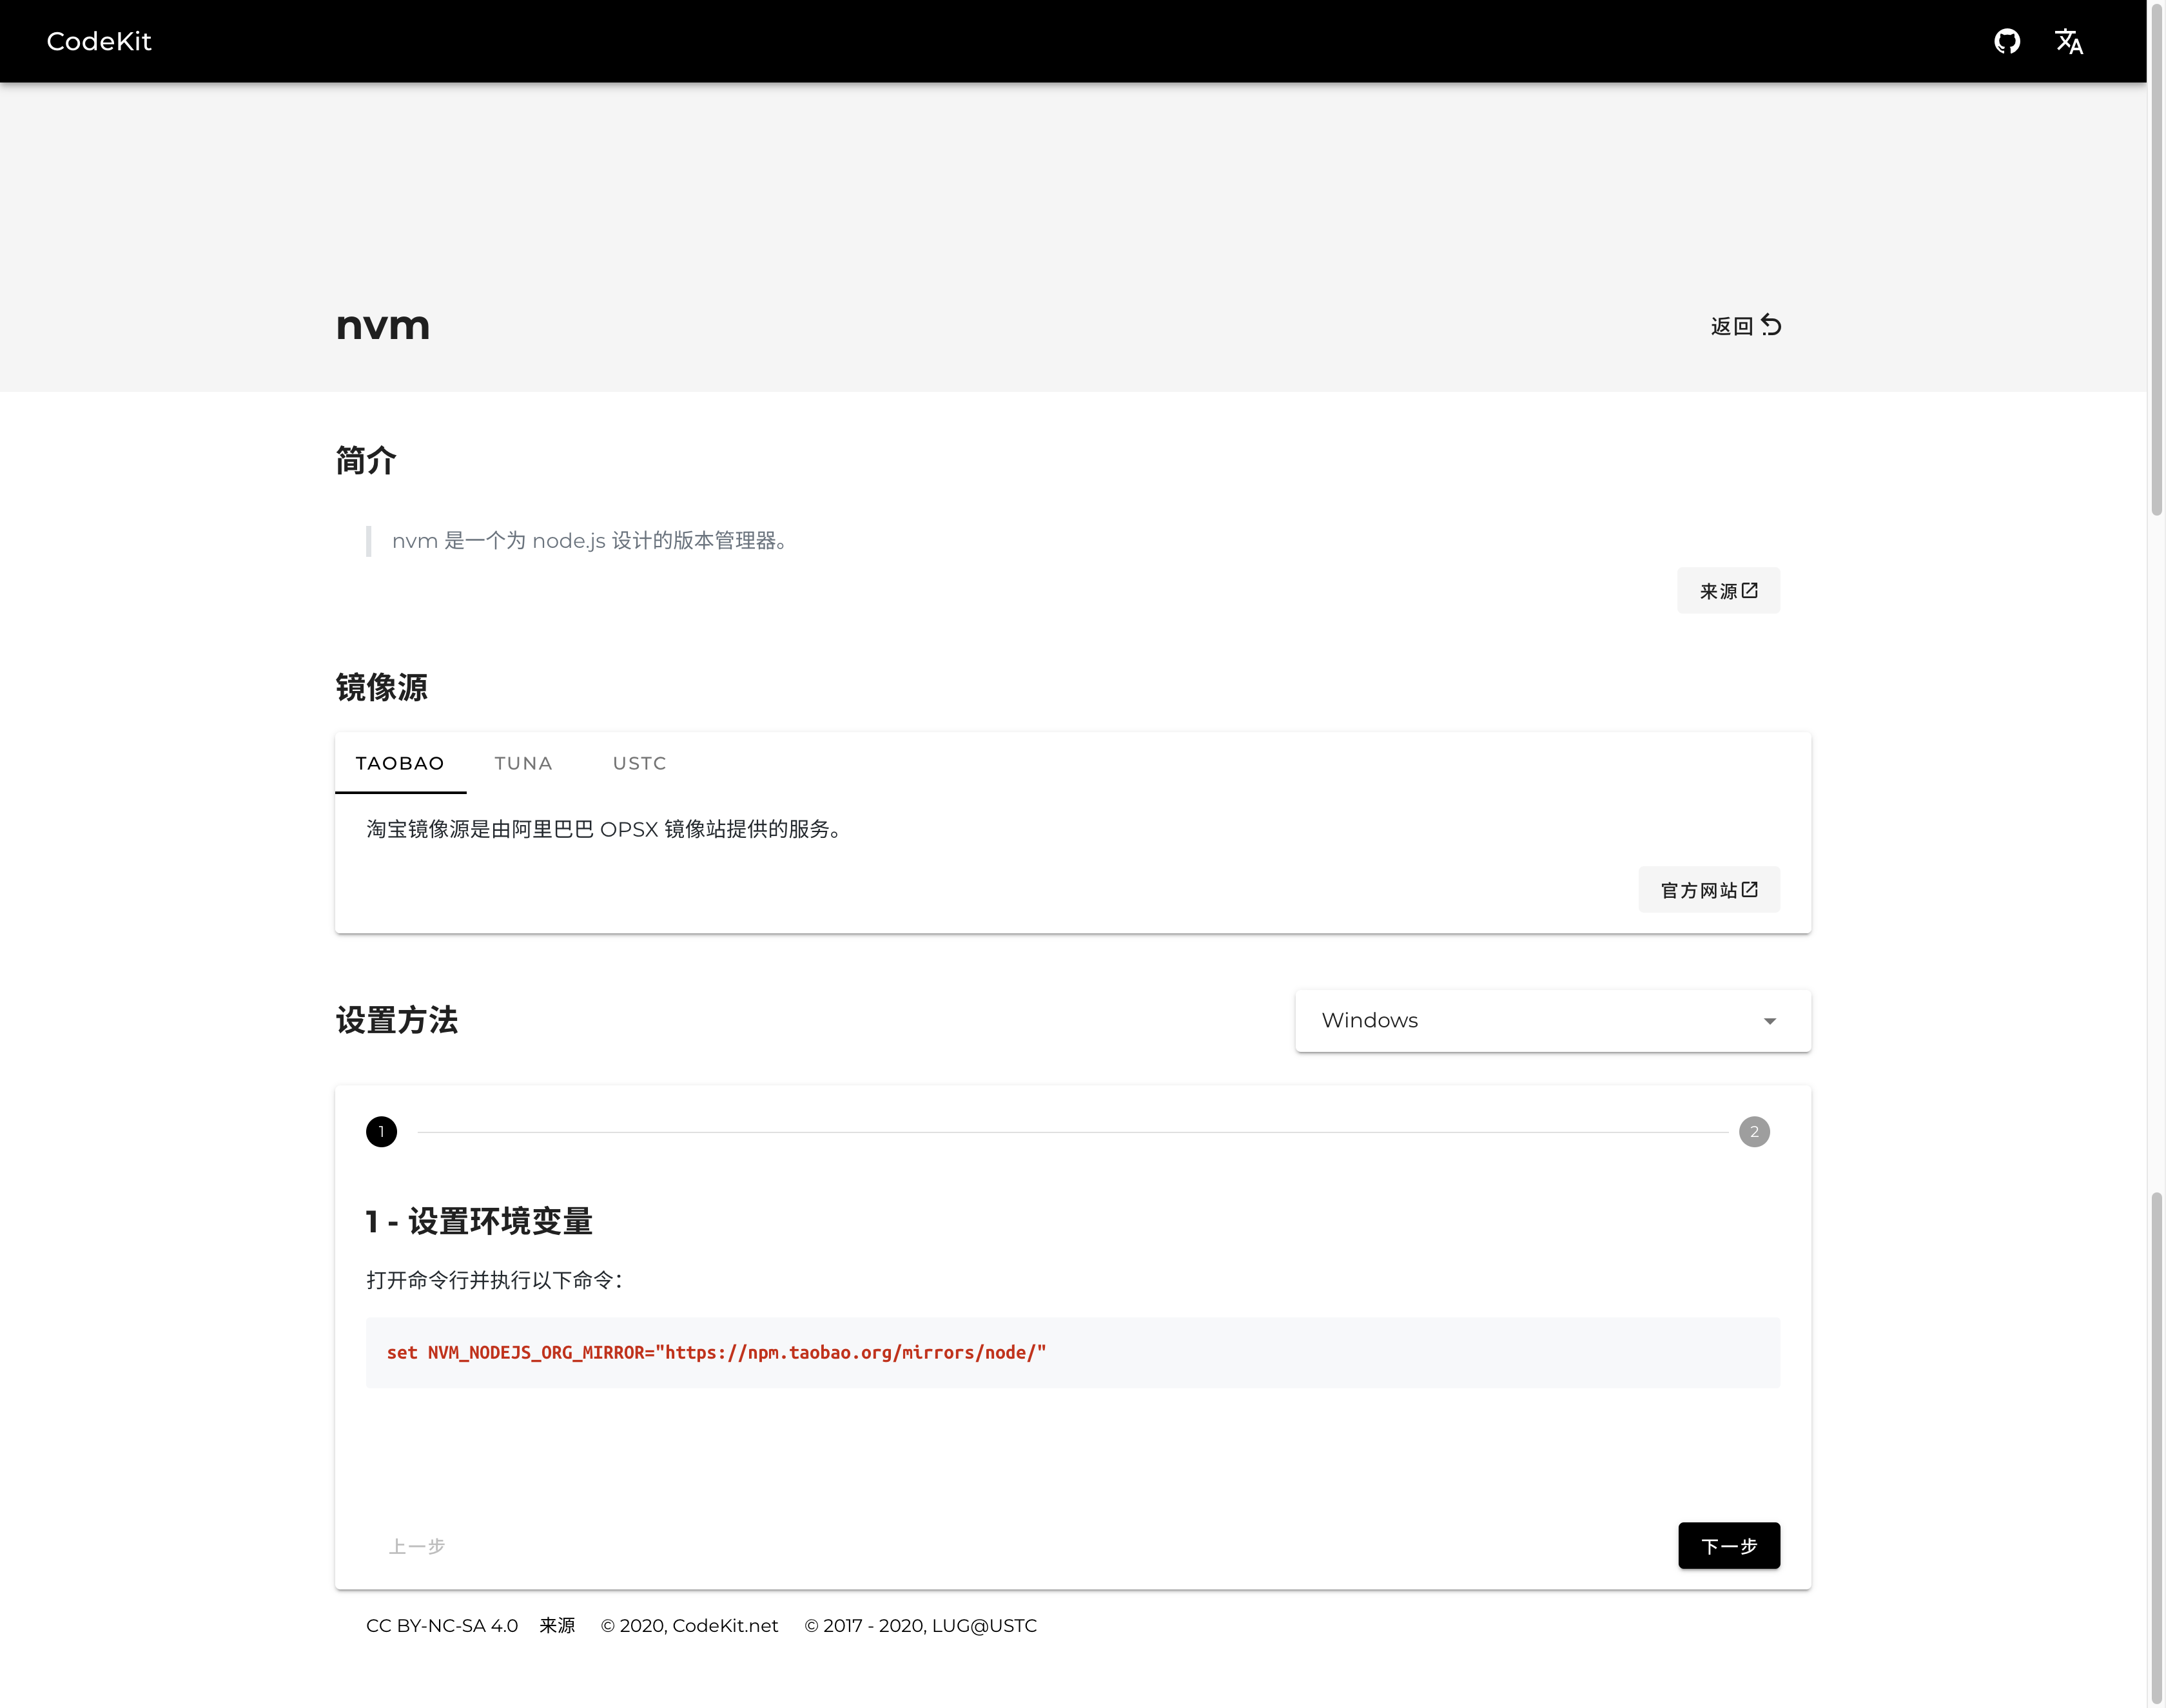 CodeKit
nvm
返回
简介
nvm 是一个为 node.js 设计的版本管理器。
来源
镜像源
TAOBAO TUNA USTC
淘宝镜像源是由阿里巴巴 OPSX 镜像站提供的服务。
官方网站
设置方法
Windows
1 2
1 - 设置环境变量
打开命令行并执行以下命令：
set NVM_NODEJS_ORG_MIRROR="https://npm.taobao.org/mirrors/node/"
上一步
下一步
CC BY-NC-SA 4.0 来源 © 2020, CodeKit.net © 2017 - 2020, LUG@USTC